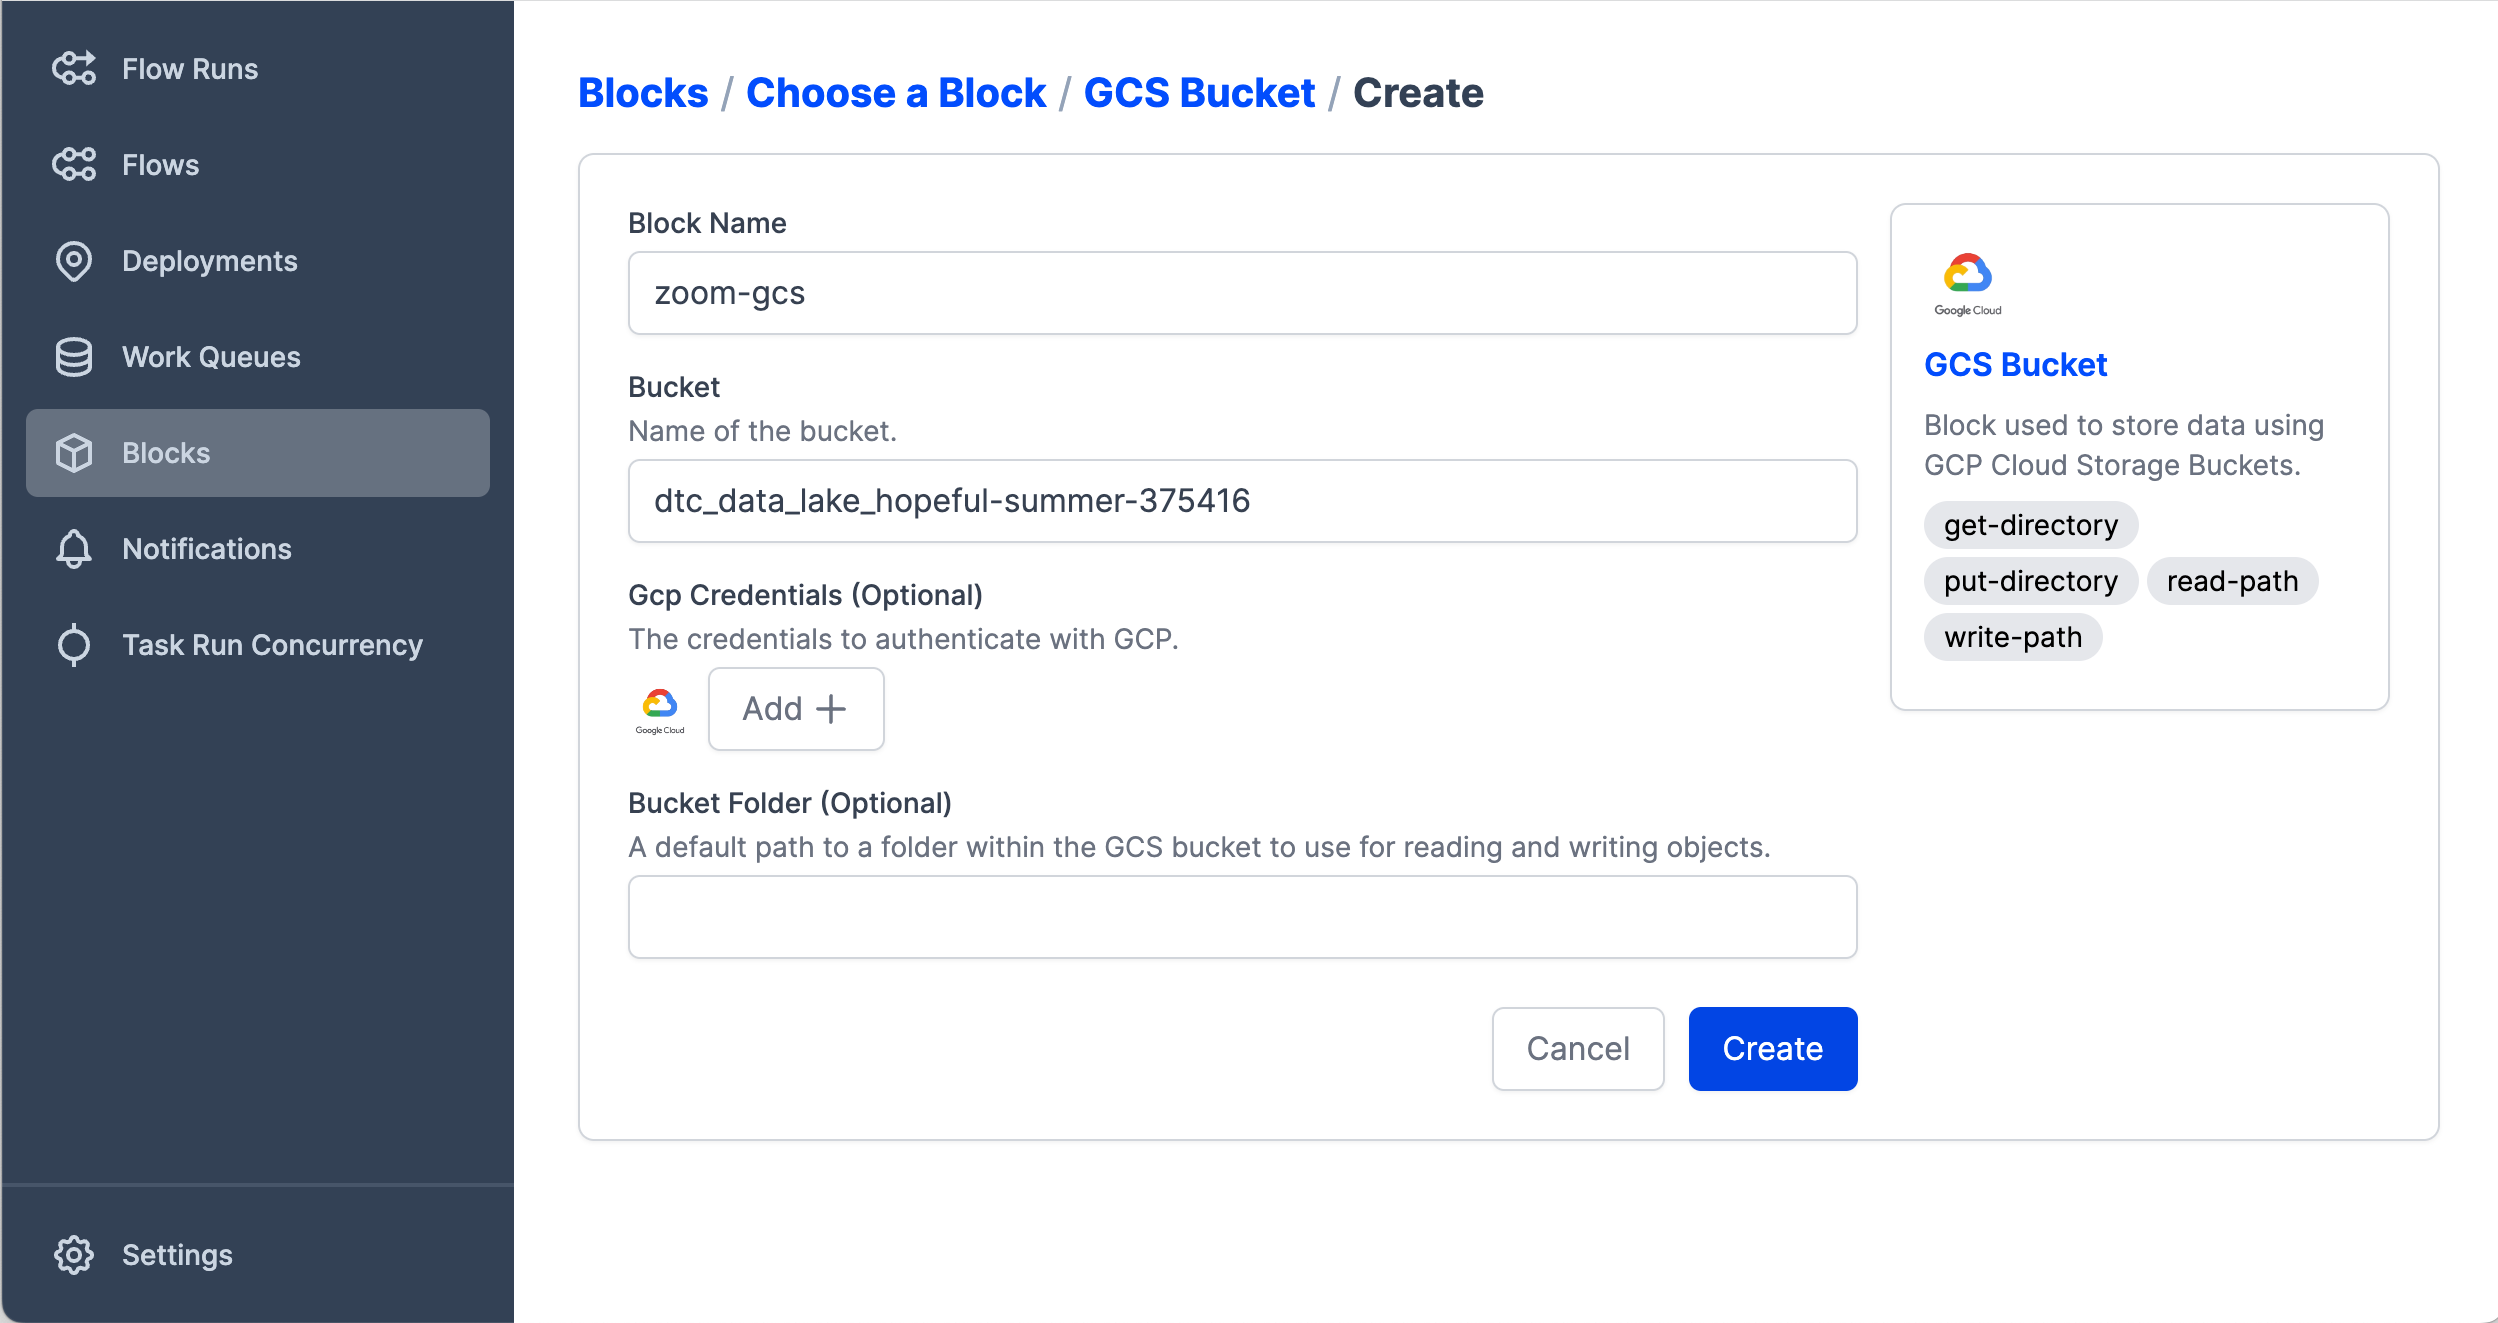 Flow Runs
Flows
Deployments
Work Queues
Blocks
Notifications
Task Run Concurrency
Settings
Blocks / Choose a Block / GCS Bucket / Create
Block Name
zoom-gcs
Bucket
Name of the bucket.
dtc_data_lake_hopeful-summer-375416
Gcp Credentials (Optional)
The credentials to authenticate with GCP.
Google Cloud
Add
Bucket Folder (Optional)
A default path to a folder within the GCS bucket to use for reading and writing objects.
Cancel
Create
Google Cloud
GCS Bucket
Block used to store data using
GCP Cloud Storage Buckets.
get-directory
put-directory read-path
write-path